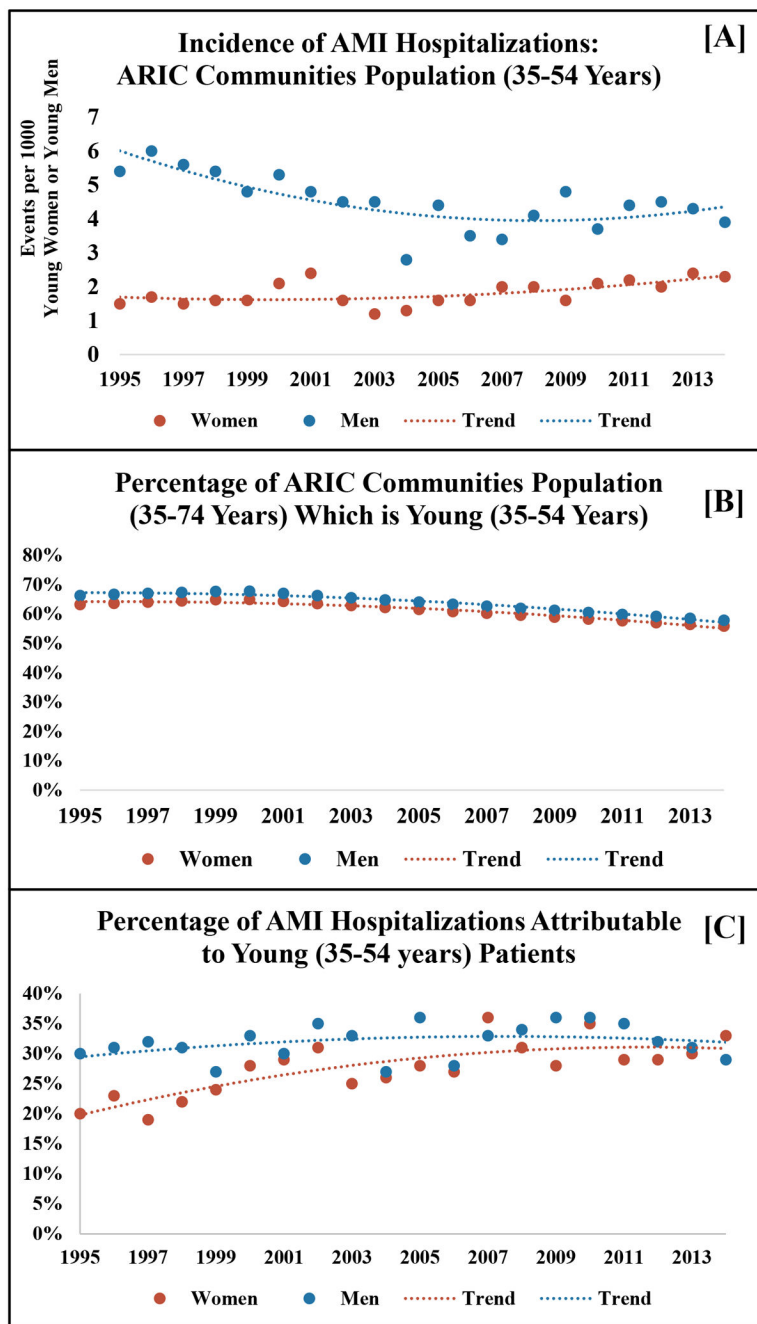 Incidence of AMI Hospitalizations:
ARIC Communities Population (35-54 Years)
[A]
Events per 1000
Young Women or Young Men
7
6
5
4
3
2
1
0
1995 1997 1999 2001 2003 2005 2007 2009 2011 2013
Women Men Trend Trend
Percentage of ARIC Communities Population
(35-74 Years) Which is Young (35-54 Years)
[B]
80%
70%
60%
50%
40%
30%
20%
10%
0%
1995 1997 1999 2001 2003 2005 2007 2009 2011 2013
Women Men Trend Trend
Percentage of AMI Hospitalizations Attributable
to Young (35-54 years) Patients
[C]
40%
35%
30%
25%
20%
15%
10%
5%
0%
1995 1997 1999 2001 2003 2005 2007 2009 2011 2013
Women Men Trend Trend